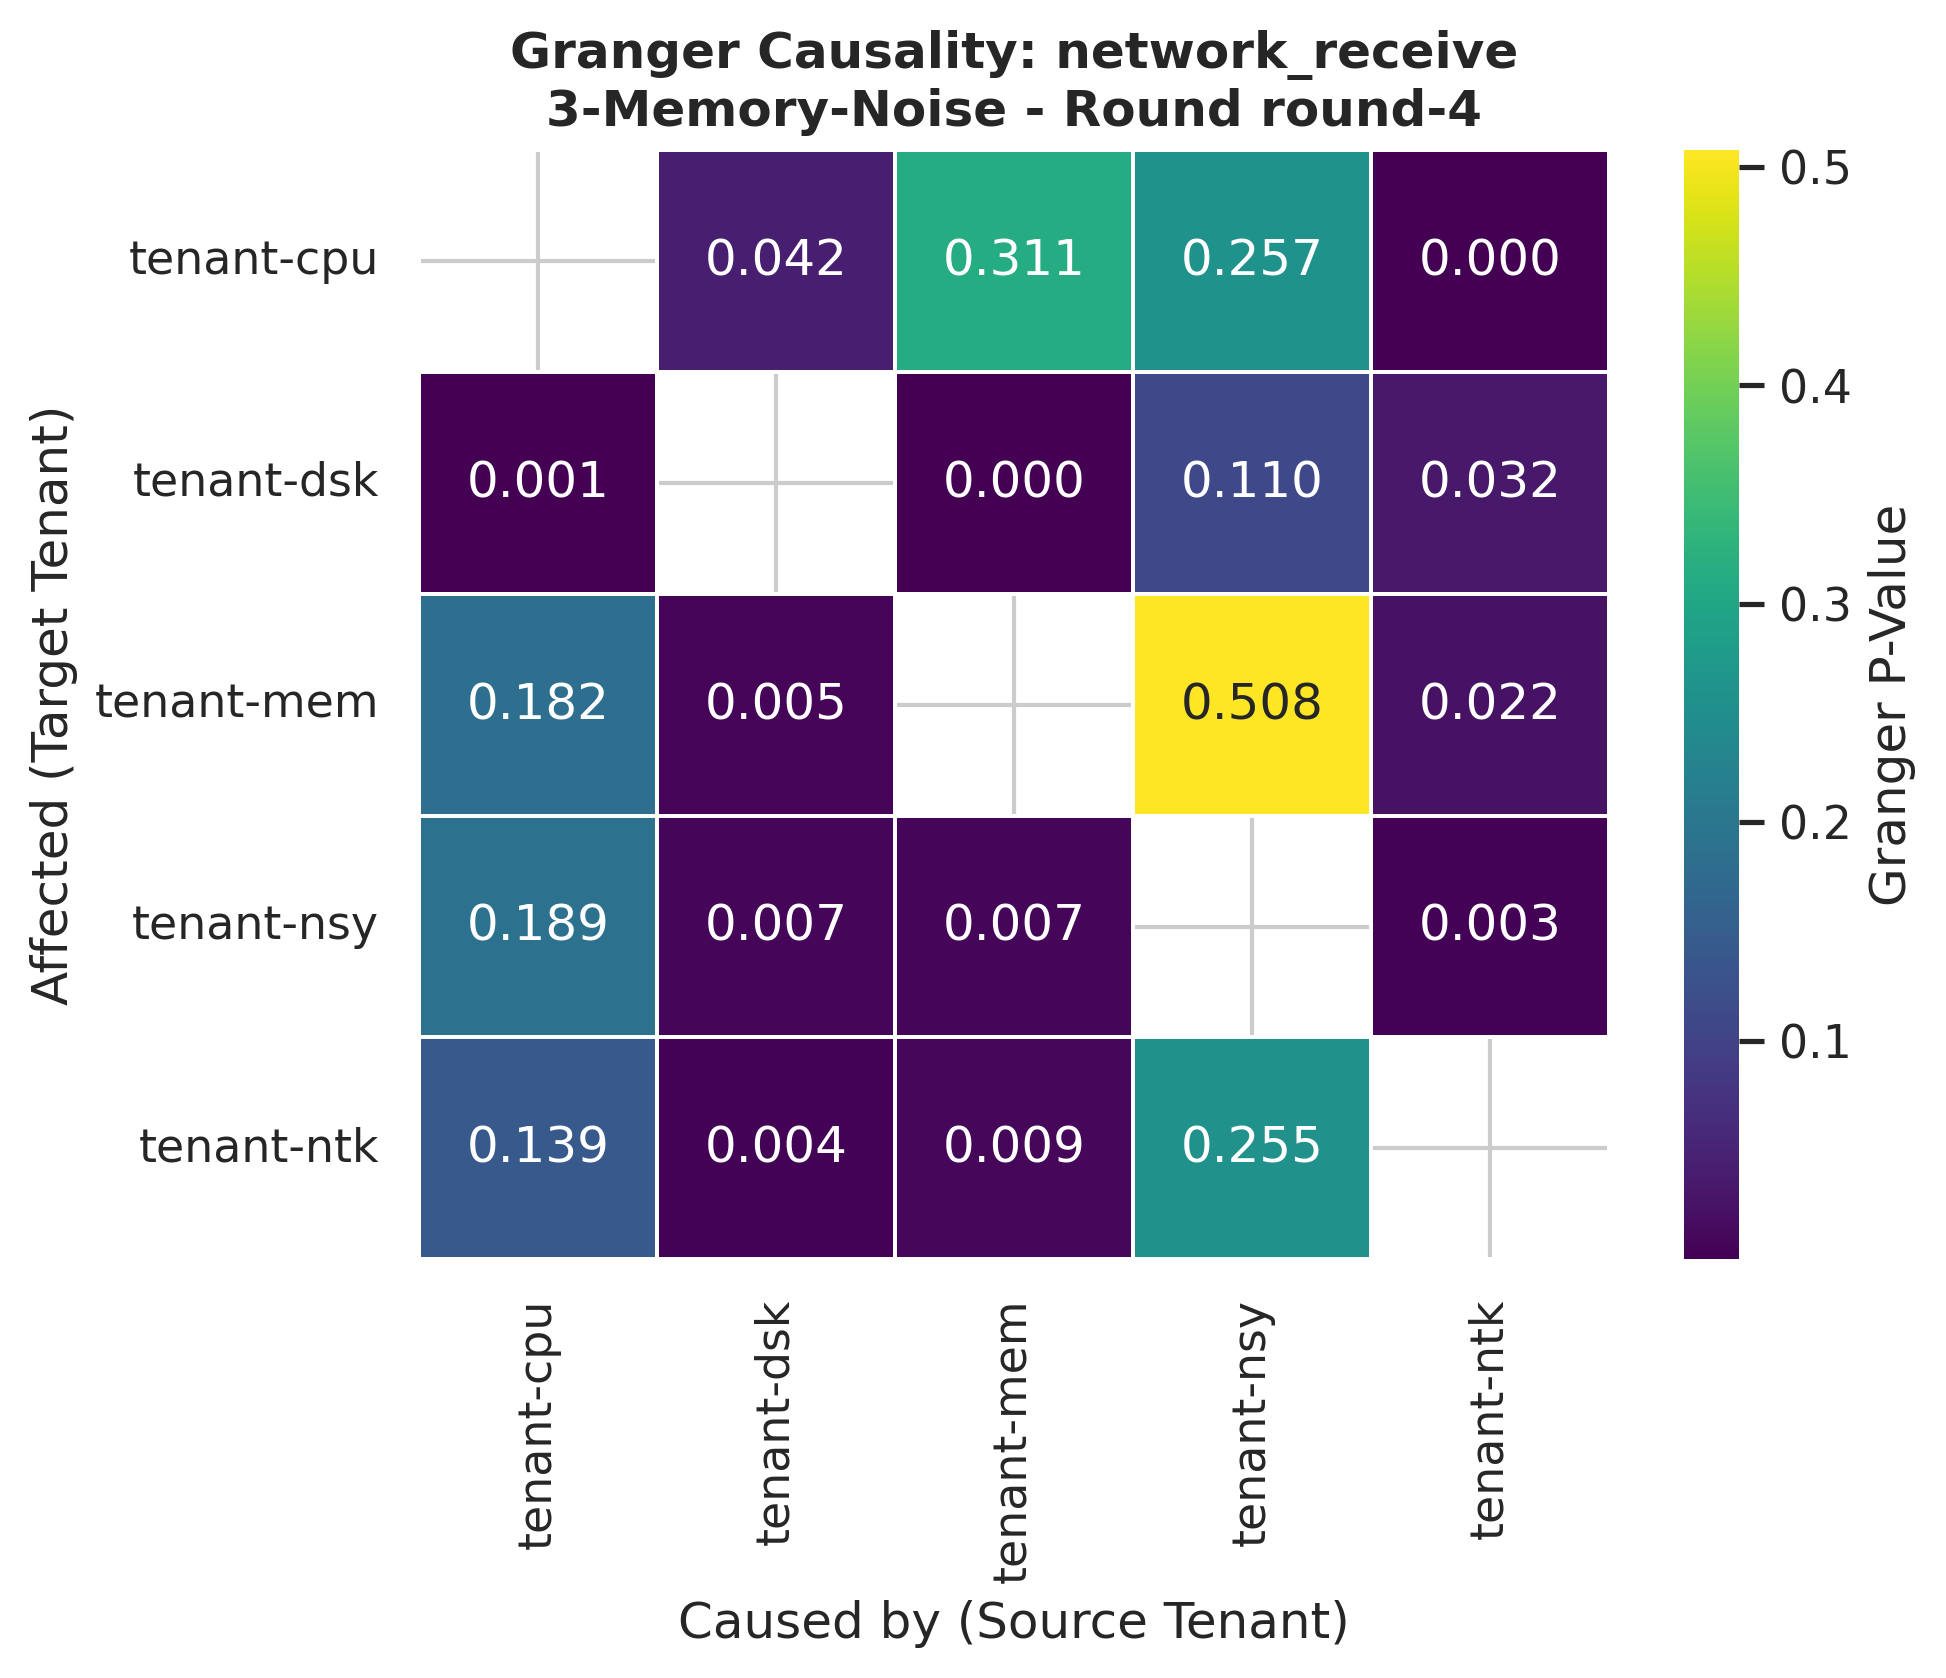 Granger Causality: network_receive
3-Memory-Noise - Round round-4
Affected (Target Tenant)
tenant-cpu 0.042 0.311 0.257 0.000
tenant-dsk 0.001 0.000 0.110 0.032
tenant-mem 0.182 0.005 0.508 0.022
tenant-nsy 0.189 0.007 0.007 0.003
tenant-ntk 0.139 0.004 0.009 0.255
tenant-cpu
tenant-dsk
tenant-mem
tenant-nsy
tenant-ntk
Caused by (Source Tenant)
0.5
0.4
0.3
0.2
0.1
Granger P-Value